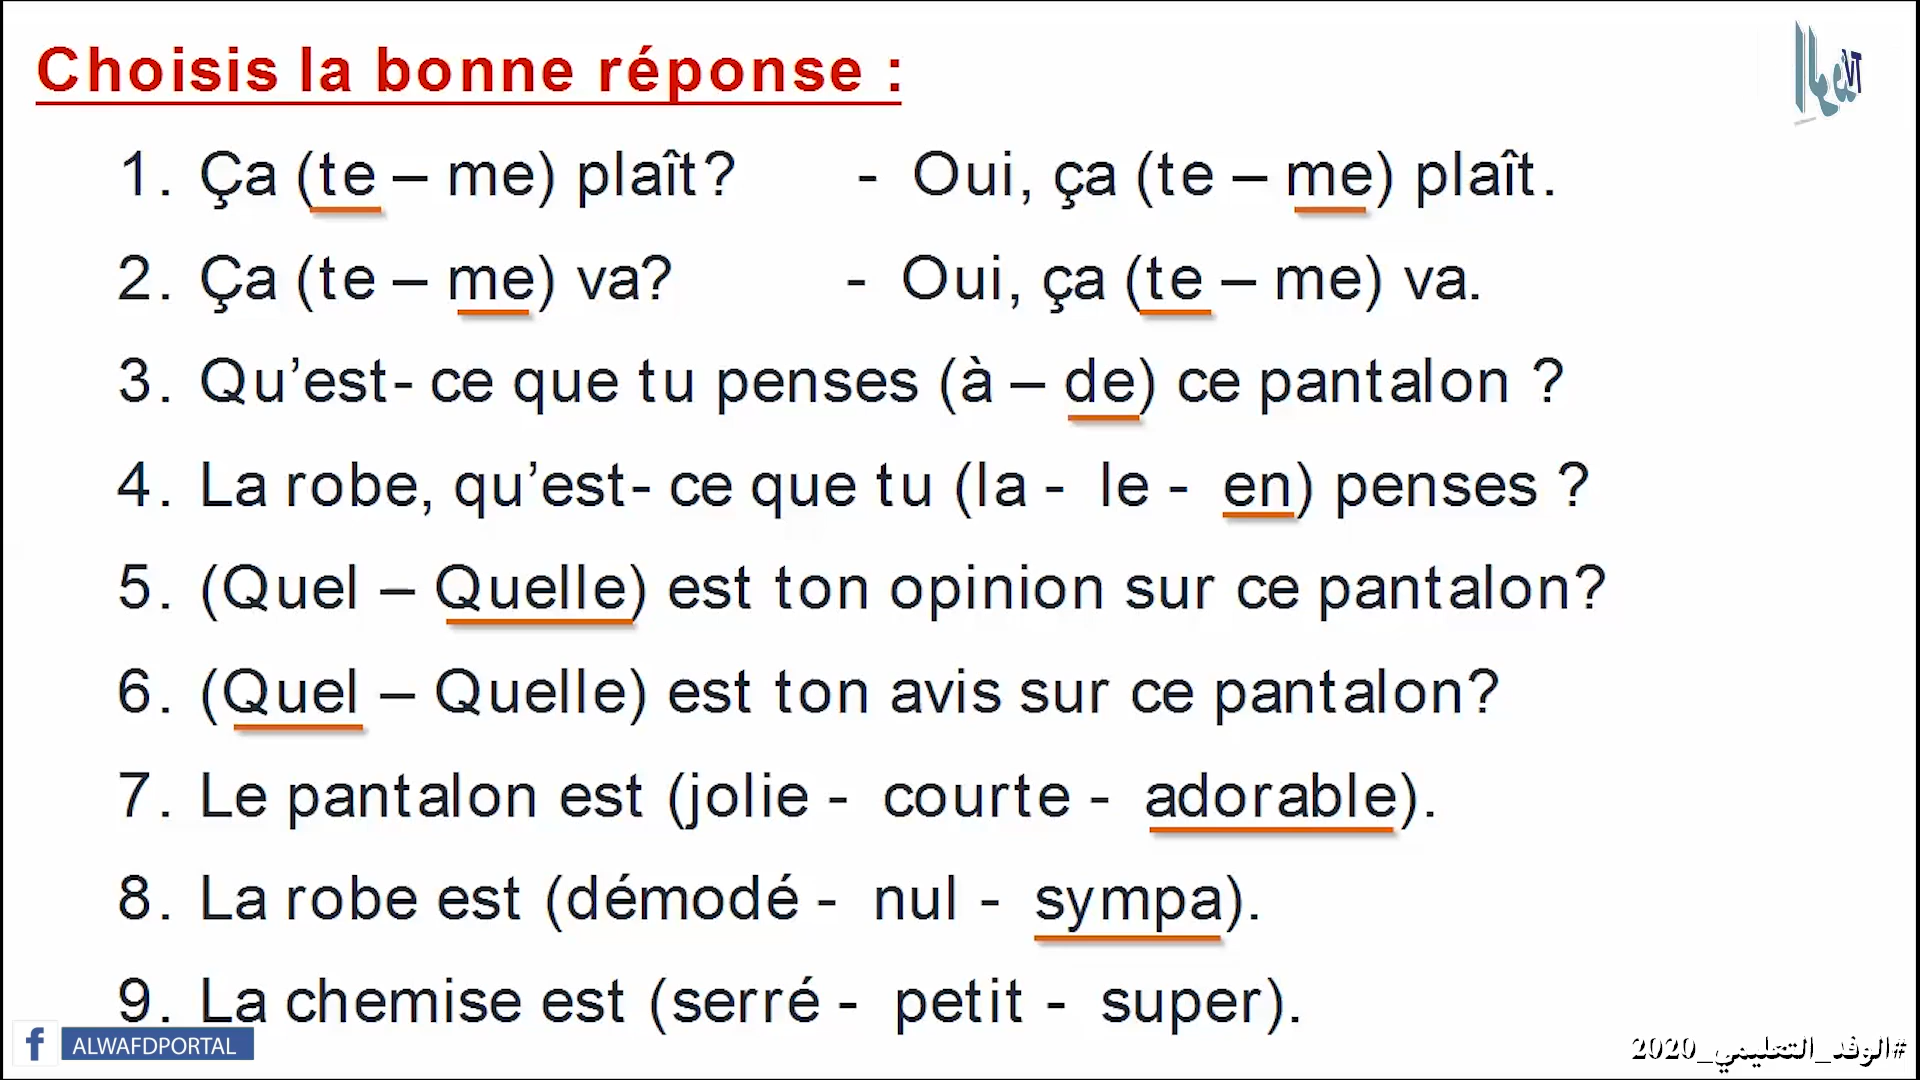 Choisis la bonne réponse :
1. Ça (te – me) plaît? - Oui, ça (te – me) plaît.
2. Ça (te – me) va? - Oui, ça (te – me) va.
3. Qu’est- ce que tu penses (à – de) ce pantalon ?
4. La robe, qu’est- ce que tu (la - le - en) penses ?
5. (Quel – Quelle) est ton opinion sur ce pantalon?
6. (Quel – Quelle) est ton avis sur ce pantalon?
7. Le pantalon est (jolie - courte - adorable).
8. La robe est (démodé - nul - sympa).
9. La chemise est (serré - petit - super).
f ALWAFDPORTAL
#الوفد_التعليمي_2020